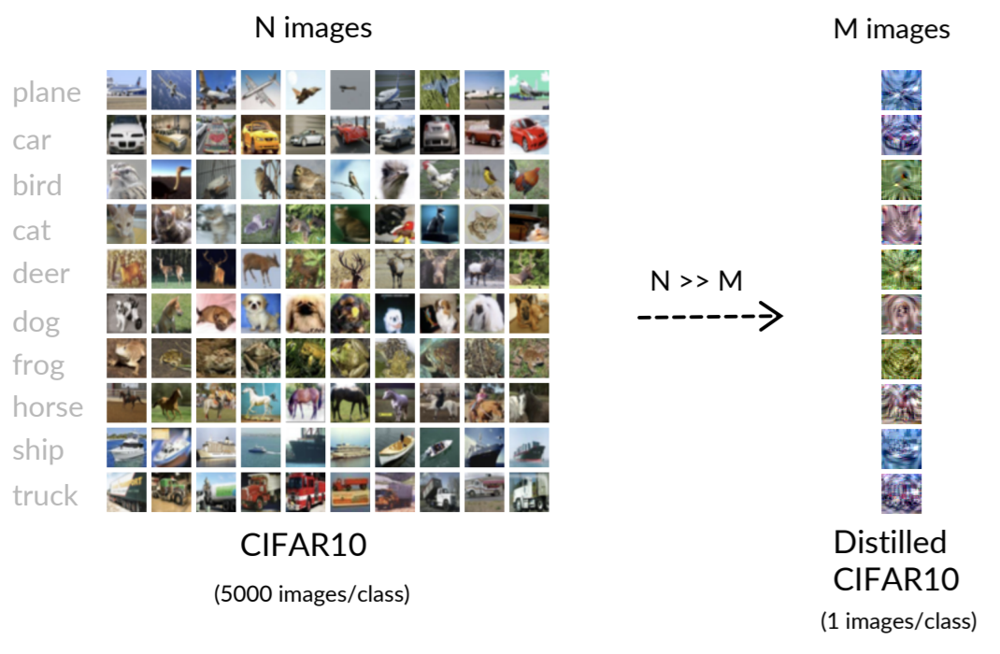 N images
M images
plane
car
bird
cat
deer
dog
frog
horse
ship
truck
N >> M
CIFAR10
(5000 images/class)
Distilled
CIFAR10
(1 images/class)